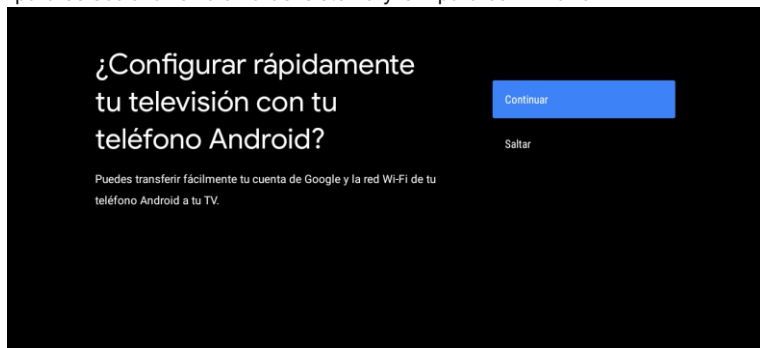 ¿Configurar rápidamente
tu televisión con tu
teléfono Android?
Puedes transferir fácilmente tu cuenta de Google y la red Wi-Fi de tu
teléfono Android a tu TV.
Continuar
Saltar